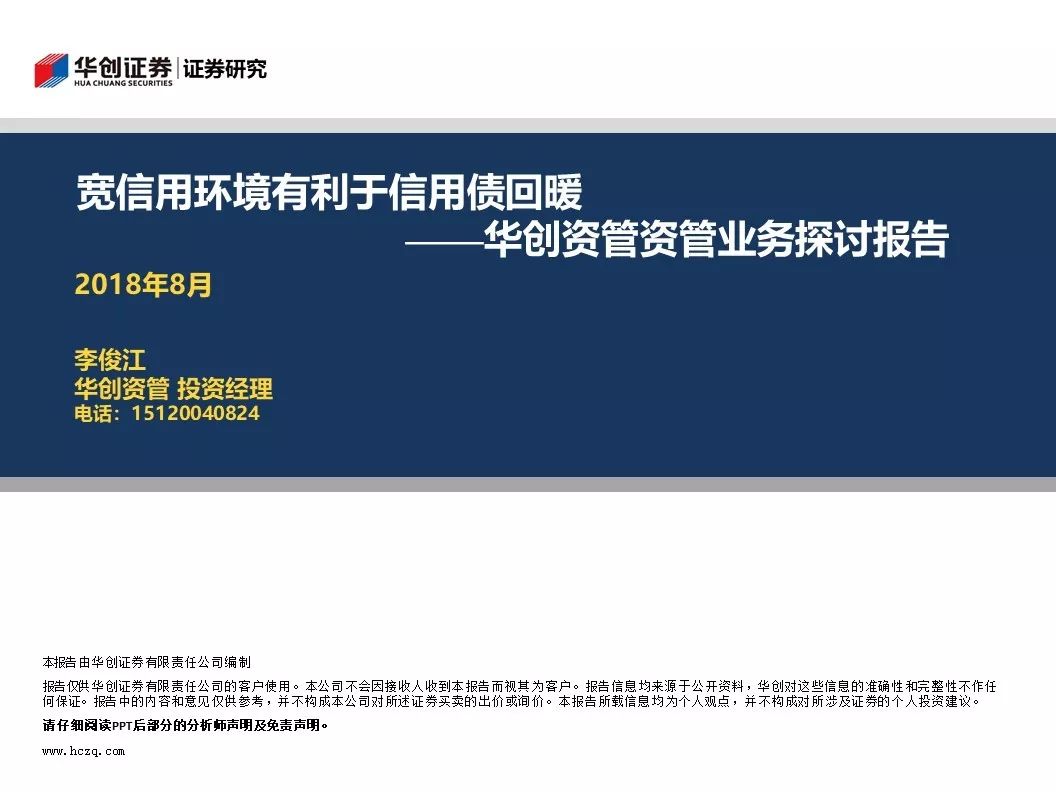 华创证券 证券研究
HUA CHUANG SECURITIES
宽信用环境有利于信用债回暖
——华创资管资管业务探讨报告
2018年8月
李俊江
华创资管 投资经理
电话：15120040824
本报告由华创证券有限责任公司编制
报告仅供华创证券有限责任公司的客户使用。本公司不会因接收人收到本报告而视其为客户。报告信息均来源于公开资料，华创对这些信息的准确性和完整性不作任
何保证。报告中的内容和意见仅供参考，并不构成本公司对所述证券买卖的出价或询价。本报告所载信息均为个人观点，并不构成对所涉及证券的个人投资建议。
请仔细阅读PPT后部分的分析师声明及免责声明。
www.hczq.com